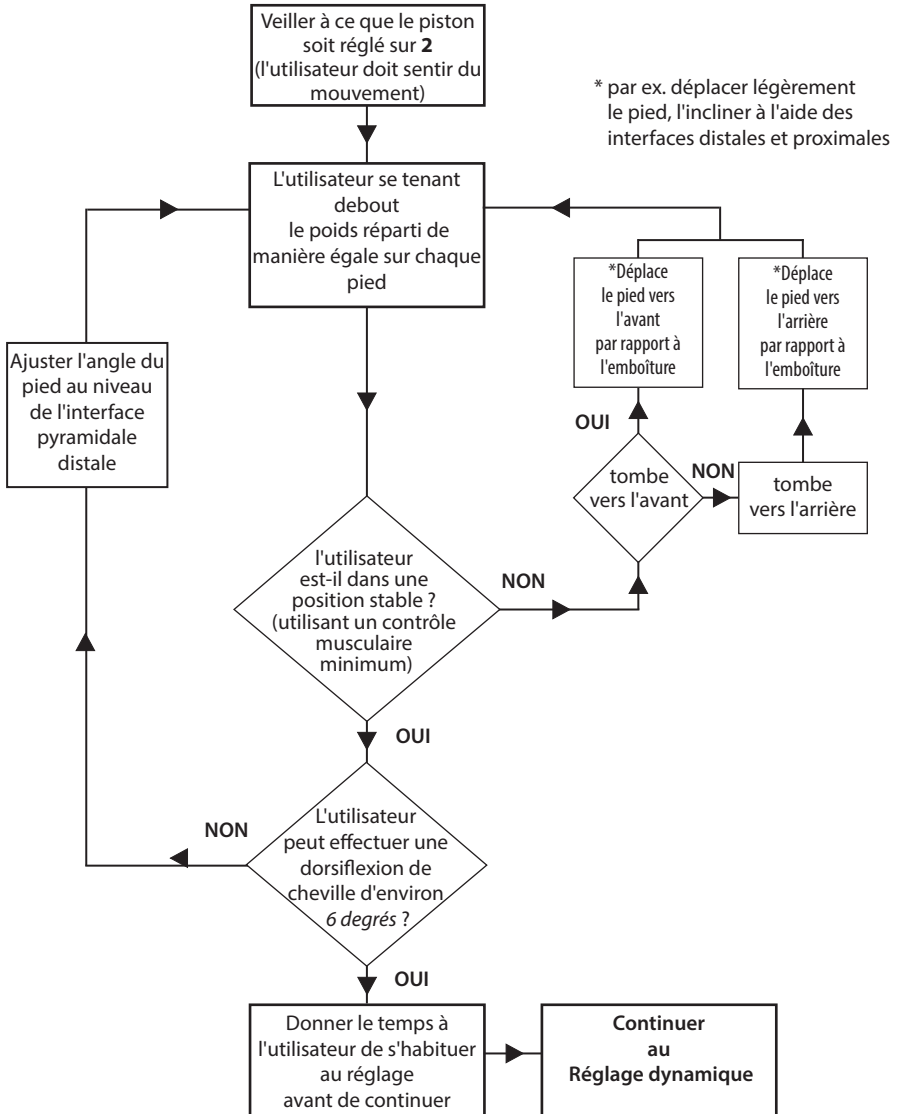 Veiller à ce que le piston
soit réglé sur 2
(l'utilisateur doit sentir du
mouvement)
* par ex. déplacer légèrement
le pied, l'incliner à l'aide des
interfaces distales et proximales
L'utilisateur se tenant
debout
le poids réparti de
manière égale sur chaque
pied
*Déplace
le pied vers
l'avant
par rapport à
l'emboîture
*Déplace
le pied vers
l'arrière
par rapport à
l'emboîture
Ajuster l'angle du
pied au niveau
de l'interface
pyramidale
distale
OUI
tombe
vers l'avant
NON
tombe
vers l'arrière
l'utilisateur
est-il dans une
position stable ?
(utilisant un contrôle
musculaire
minimum)
NON
OUI
L'utilisateur
peut effectuer une
dorsiflexion de
cheville d'environ
6 degrés ?
NON
OUI
Donner le temps à
l'utilisateur de s'habituer
au réglage
avant de continuer
Continuer
au
Réglage dynamique